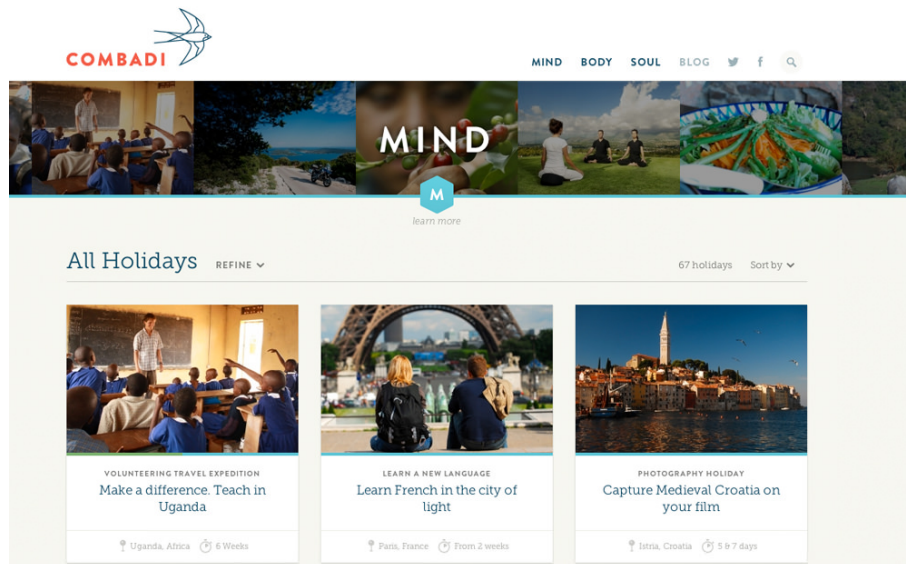 COMBADI
MIND BODY SOUL BLOG
MIND
M
learn more
All Holidays REFINE
67 holidays Sort by
VOLUNTEERING TRAVEL EXPEDITION
Make a difference. Teach in
Uganda
Uganda, Africa 6 Weeks
LEARN A NEW LANGUAGE
Learn French in the city of
light
Paris, France From 2 weeks
PHOTOGRAPHY HOLIDAY
Capture Medieval Croatia on
your film
Istria, Croatia 5 & 7 days